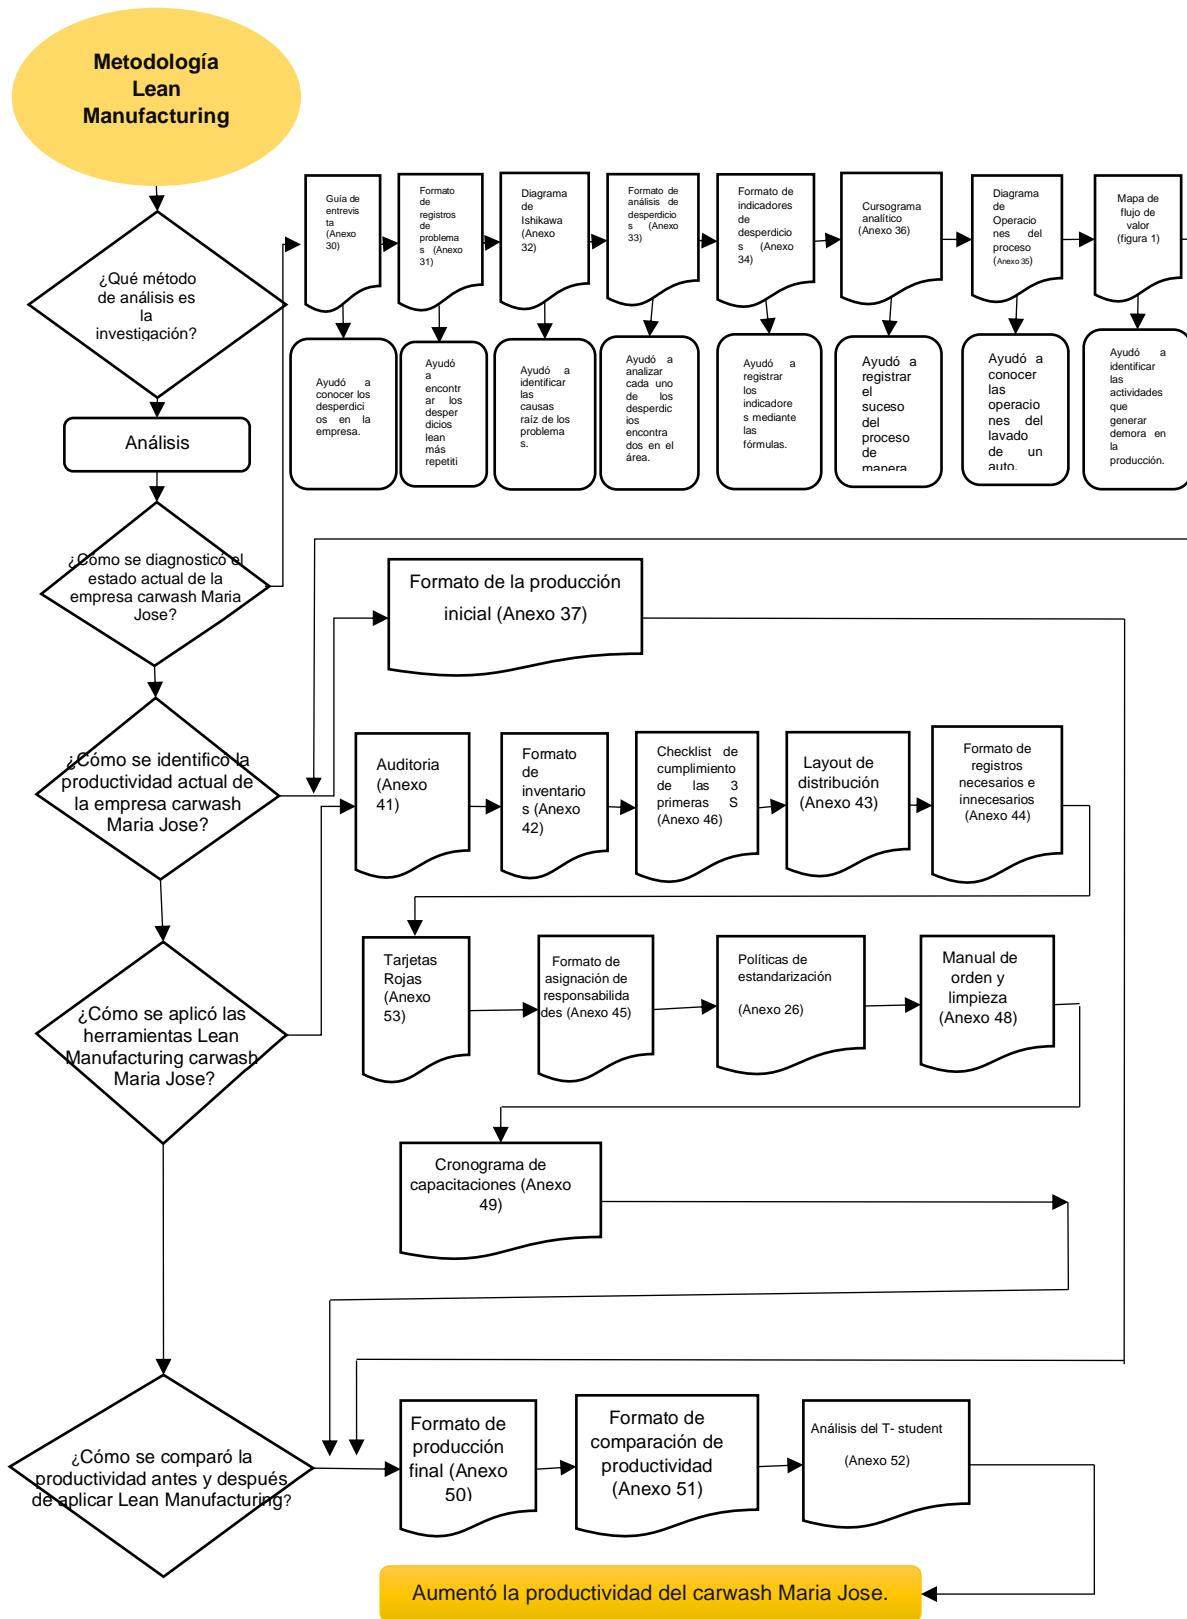 Metodología
Lean
Manufacturing
¿Qué método
de análisis es
la
investigación?
Análisis
¿Cómo se diagnosticó el
estado actual de la
empresa carwash Maria
Jose?
Guía de
entrevis
ta
(Anexo
30)
Formato
de
registros
de
problema
s (Anexo
31)
Diagrama
de
Ishikawa
(Anexo
32)
Formato de
análisis de
desperdicio
s (Anexo
33)
Formato de
indicadores
de
desperdicio
s (Anexo
34)
Cursograma
analítico
(Anexo 36)
Diagrama
de
Operacio
nes del
proceso
(Anexo 35)
Mapa de
flujo de
valor
(figura 1)
Ayudó a
conocer los
desperdici
os en la
empresa.
Ayudó
a
encont
rar los
desper
dicios
lean
más
repetiti
Ayudó a
identificar
las
causas
raíz de los
problema
s.
Ayudó a
analizar
cada uno
de los
desperdic
ios
encontra
dos en el
área.
Ayudó a
registrar
los
indicadore
s mediante
las
fórmulas.
Ayudó a
registrar
el
suceso
del
proceso
de
manera
Ayudó a
conocer
las
operacio
nes del
lavado
de un
auto.
Ayudó a
identificar
las
actividades
que
generar
demora en
la
producción.
Formato de la producción
inicial (Anexo 37)
¿Cómo se identificó la
productividad actual de
la empresa carwash
Maria Jose?
Auditoria
(Anexo
41)
Formato
de
inventario
s (Anexo
42)
Checklist de
cumplimiento
de las 3
primeras S
(Anexo 46)
Layout de
distribución
(Anexo 43)
Formato de
registros
necesarios e
innecesarios
(Anexo 44)
¿Cómo se aplicó las
herramientas Lean
Manufacturing carwash
Maria Jose?
Tarjetas
Rojas
(Anexo
53)
Formato de
asignación de
responsabilida
des (Anexo 45)
Políticas de
estandarización
(Anexo 26)
Manual de
orden y
limpieza
(Anexo 48)
Cronograma de
capacitaciones (Anexo
49)
¿Cómo se comparó la
productividad antes y después
de aplicar Lean Manufacturing?
Formato de
producción
final (Anexo
50)
Formato de
comparación de
productividad
(Anexo 51)
Análisis del T- student
(Anexo 52)
Aumentó la productividad del carwash Maria Jose.